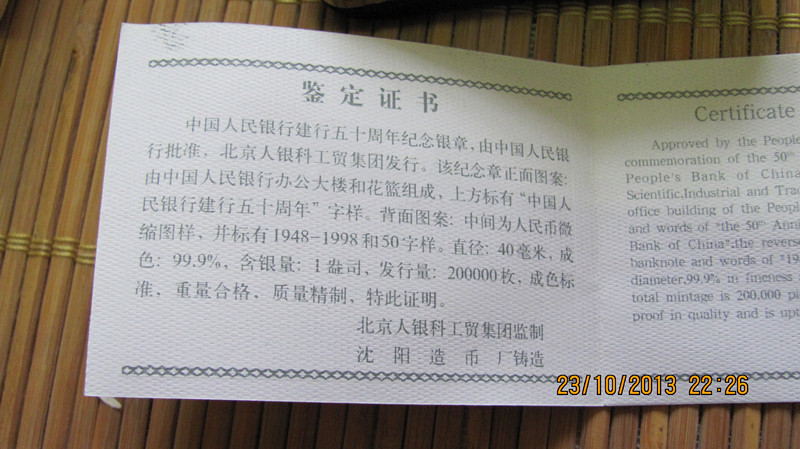 鉴定证书
中国人民银行建行五十周年纪念银章，由中国人民银
行批准，北京人银科工贸集团发行。该纪念章正面图案：
由中国人民银行办公大楼和花篮组成，上方标有“中国人
民银行建行五十周年”字样。背面图案：中间为人民币微
缩图样，并标有1948-1998和50字样。直径：40毫米，成
色：99.9%，含银量：1盎司，发行量：200000枚，成色标
准，重量合格，质量精制，特此证明。
北京人银科工贸集团监制
沈阳造币厂铸造
Certificate
Approved by the People
commemoration of the 50th
People's Bank of China
Scientific,Industrial and Trad
office building of the Peopl
and words of "the 50th Anni
Bank of China":the reverse
banknote and words of "19
diameter,99.9% in fineness
total mintage is 200,000 pi
proof in quality and is upt
23/10/2013 22:26